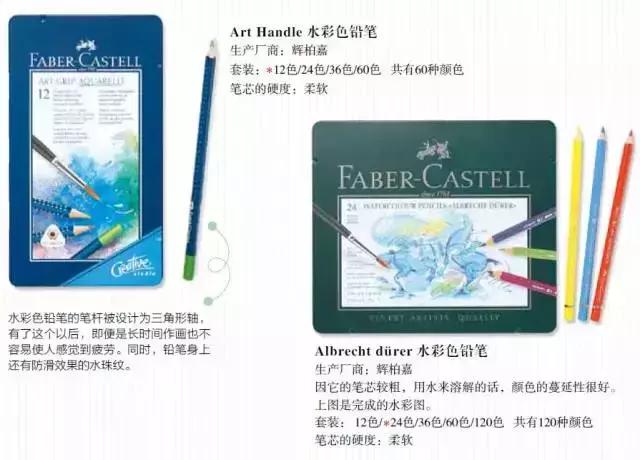 Art Handle 水彩色铅笔
生产厂商：辉柏嘉
套装：*12色/24色/36色/60色 共有60种颜色
笔芯的硬度：柔软
FABER-CASTELL
ART GRIP AQUARELLE
12
Creative
studio
水彩色铅笔的笔杆被设计为三角形轴，
有了这个以后，即便是长时间作画也不
容易使人感觉到疲劳。同时，铅笔身上
还有防滑效果的水珠纹。
FABER-CASTELL
since 1761
24 WATERCOLOUR PENCILS «ALBRECHT DÜRER»
FINEST ARTISTS' QUALITY
Albrecht dürer 水彩色铅笔
生产厂商：辉柏嘉
因它的笔芯较粗，用水来溶解的话，颜色的蔓延性很好。
上图是完成的水彩图。
套装： 12色/*24色/36色/60色/120色 共有120种颜色
笔芯的硬度：柔软